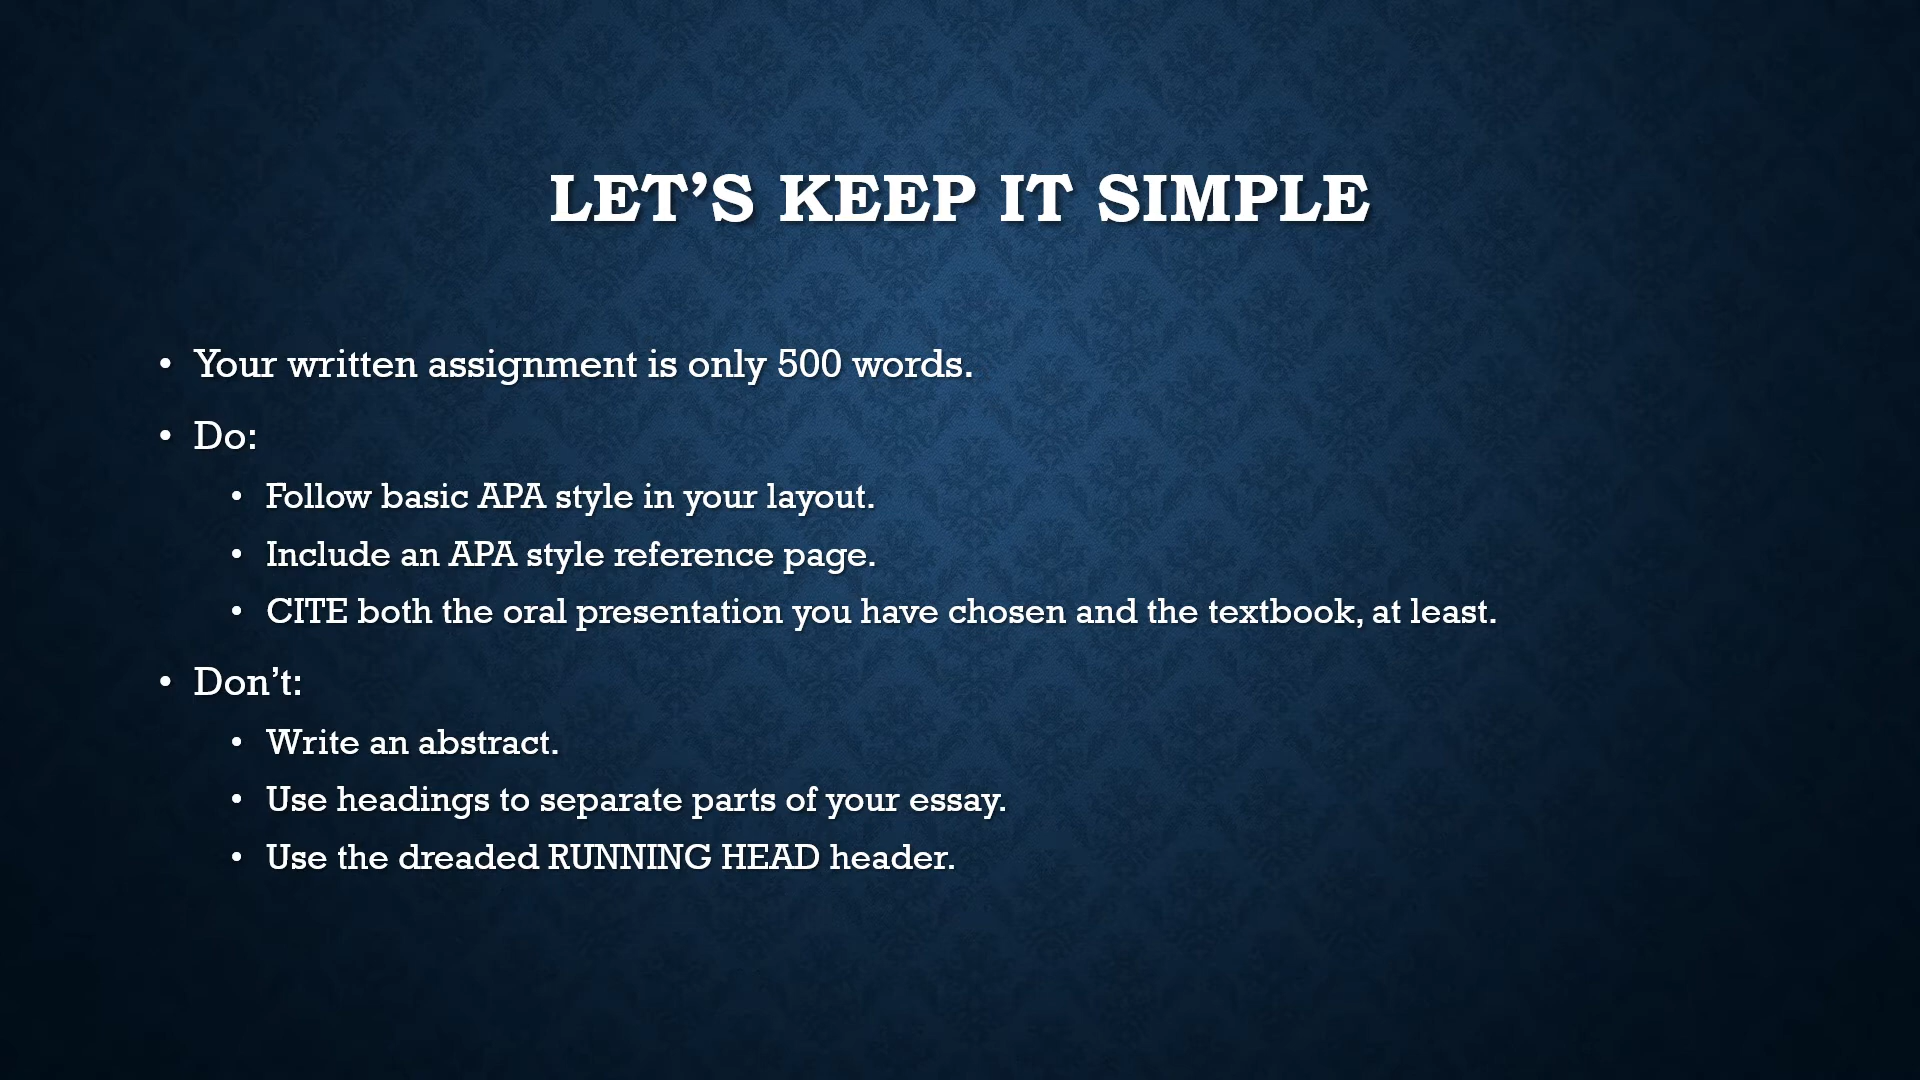 LET’S KEEP IT SIMPLE
• Your written assignment is only 500 words.
• Do:
• Follow basic APA style in your layout.
• Include an APA style reference page.
• CITE both the oral presentation you have chosen and the textbook, at least.
• Don’t:
• Write an abstract.
• Use headings to separate parts of your essay.
• Use the dreaded RUNNING HEAD header.